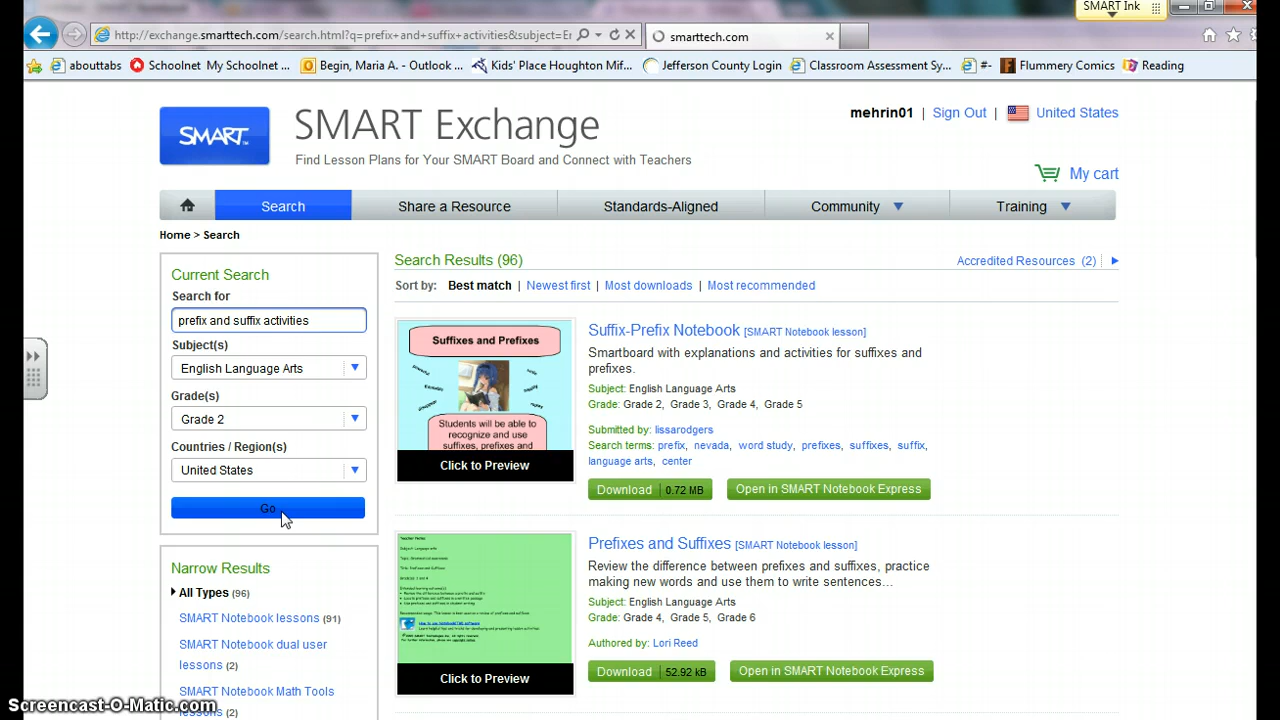 SMART Ink
http://exchange.smarttech.com/search.html?q=prefix+and+suffix+activities&subject=Er
smarttech.com
abouttabs
Schoolnet
My Schoolnet ...
Begin, Maria A. - Outlook ...
Kids' Place Houghton Mif...
Jefferson County Login
Classroom Assessment Sy...
#-
Flummery Comics
Reading
SMART
SMART Exchange
Find Lesson Plans for Your SMART Board and Connect with Teachers
mehrin01 | Sign Out United States
My cart
Search
Share a Resource
Standards-Aligned
Community
Training
Home > Search
Current Search
Search for
prefix and suffix activities
Subject(s)
English Language Arts
Grade(s)
Grade 2
Countries / Region(s)
United States
Go
Narrow Results
All Types (96)
SMART Notebook lessons (91)
SMART Notebook dual user
lessons (2)
SMART Notebook Math Tools
lessons (2)
Search Results (96)
Accredited Resources (2)
Sort by: Best match | Newest first | Most downloads | Most recommended
Suffixes and Prefixes
Students will be able to
recognize and use
suffixes, prefixes and
Click to Preview
Suffix-Prefix Notebook [SMART Notebook lesson]
Smartboard with explanations and activities for suffixes and
prefixes.
Subject: English Language Arts
Grade: Grade 2, Grade 3, Grade 4, Grade 5
Submitted by: lissarodgers
Search terms: prefix, nevada, word study, prefixes, suffixes, suffix,
language arts, center
Download 0.72 MB
Open in SMART Notebook Express
Click to Preview
Prefixes and Suffixes [SMART Notebook lesson]
Review the difference between prefixes and suffixes, practice
making new words and use them to write sentences...
Subject: English Language Arts
Grade: Grade 4, Grade 5, Grade 6
Authored by: Lori Reed
Download 52.92 kB
Open in SMART Notebook Express
Screencast-O-Matic.com